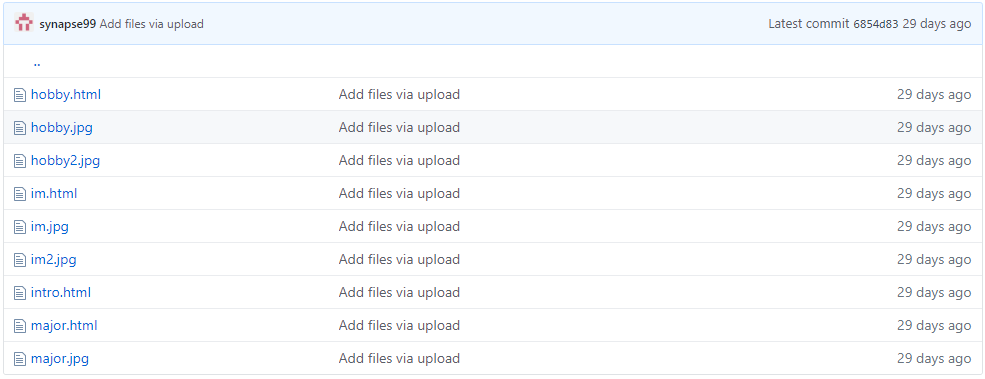 synapse99 Add files via upload Latest commit 6854d83 29 days ago
..
hobby.html Add files via upload 29 days ago
hobby.jpg Add files via upload 29 days ago
hobby2.jpg Add files via upload 29 days ago
im.html Add files via upload 29 days ago
im.jpg Add files via upload 29 days ago
im2.jpg Add files via upload 29 days ago
intro.html Add files via upload 29 days ago
major.html Add files via upload 29 days ago
major.jpg Add files via upload 29 days ago